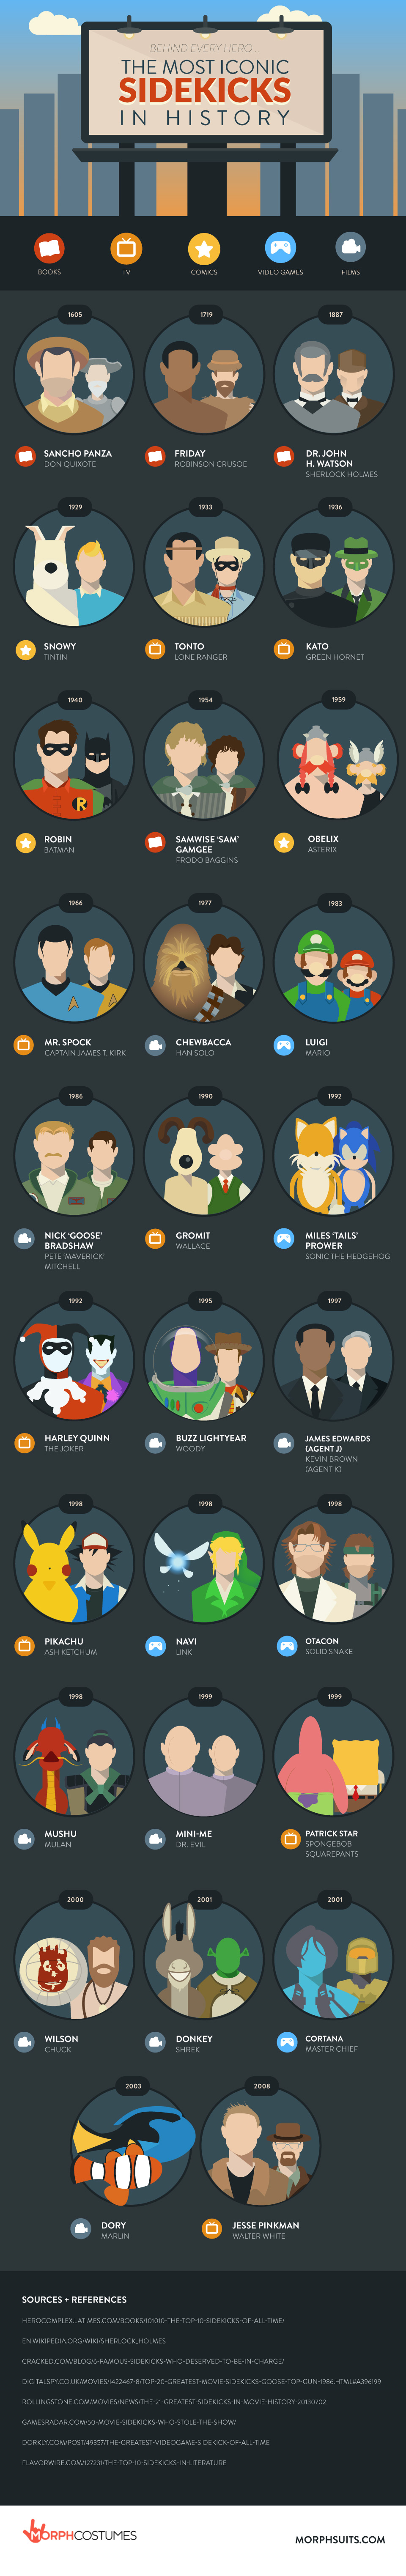 BEHIND EVERY HERO...
THE MOST ICONIC
SIDEKICKS
IN HISTORY
BOOKS
TV
COMICS
VIDEO GAMES
FILMS
1605
1719
1887
SANCHO PANZA
DON QUIXOTE
FRIDAY
ROBINSON CRUSOE
DR. JOHN
H. WATSON
SHERLOCK HOLMES
1929
1933
1936
SNOWY
TINTIN
TONTO
LONE RANGER
KATO
GREEN HORNET
1940
1954
1959
ROBIN
BATMAN
SAMWISE ‘SAM’
GAMGEE
FRODO BAGGINS
OBELIX
ASTERIX
1966
1977
1983
MR. SPOCK
CAPTAIN JAMES T. KIRK
CHEWBACCA
HAN SOLO
LUIGI
MARIO
1986
1990
1992
NICK ‘GOOSE’
BRADSHAW
PETE ‘MAVERICK’
MITCHELL
GROMIT
WALLACE
MILES ‘TAILS’
PROWER
SONIC THE HEDGEHOG
1992
1995
1997
HARLEY QUINN
THE JOKER
BUZZ LIGHTYEAR
WOODY
JAMES EDWARDS
(AGENT J)
KEVIN BROWN
(AGENT K)
1998
1998
1998
PIKACHU
ASH KETCHUM
NAVI
LINK
OTACON
SOLID SNAKE
1998
1999
1999
MUSHU
MULAN
MINI-ME
DR. EVIL
PATRICK STAR
SPONGEBOB
SQUAREPANTS
2000
2001
2001
WILSON
CHUCK
DONKEY
SHREK
CORTANA
MASTER CHIEF
2003
2008
DORY
MARLIN
JESSE PINKMAN
WALTER WHITE
SOURCES + REFERENCES
HEROCOMPLEX.LATIMES.COM/BOOKS/101010-THE-TOP-10-SIDEKICKS-OF-ALL-TIME/
EN.WIKIPEDIA.ORG/WIKI/SHERLOCK_HOLMES
CRACKED.COM/BLOG/6-FAMOUS-SIDEKICKS-WHO-DESERVED-TO-BE-IN-CHARGE/
DIGITALSPY.CO.UK/MOVIES/I422467-8/TOP-20-GREATEST-MOVIE-SIDEKICKS-GOOSE-TOP-GUN-1986.HTML#A396199
ROLLINGSTONE.COM/MOVIES/NEWS/THE-21-GREATEST-SIDEKICKS-IN-MOVIE-HISTORY-20130702
GAMESRADAR.COM/50-MOVIE-SIDEKICKS-WHO-STOLE-THE-SHOW/
DORKLY.COM/POST/49357/THE-GREATEST-VIDEOGAME-SIDEKICK-OF-ALL-TIME
FLAVORWIRE.COM/127231/THE-TOP-10-SIDEKICKS-IN-LITERATURE
MORPHCOSTUMES
MORPHSUITS.COM